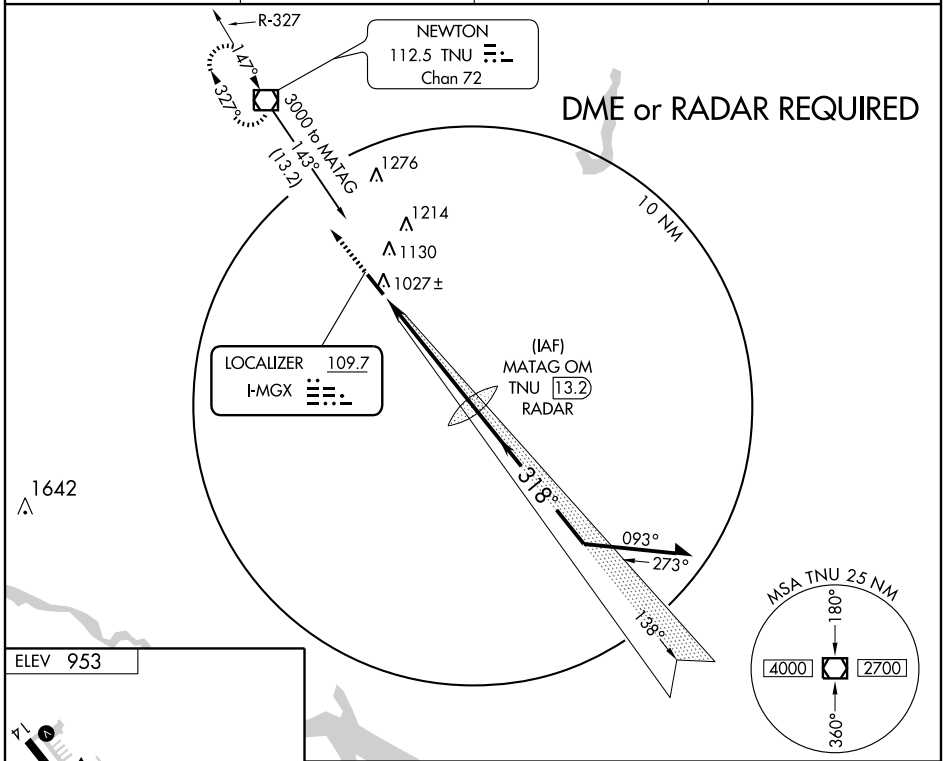 R-327
147°
327°
NEWTON
112.5 TNU
Chan 72
DME or RADAR REQUIRED
3000 to MATAG
143°
(13.2)
1276
1214
1130
1027±
10 NM
LOCALIZER 109.7
I-MGX
(IAF)
MATAG OM
TNU 13.2
RADAR
1642
318°
093°
273°
138°
MSA TNU 25 NM
180°
4000
2700
360°
ELEV 953
14
V